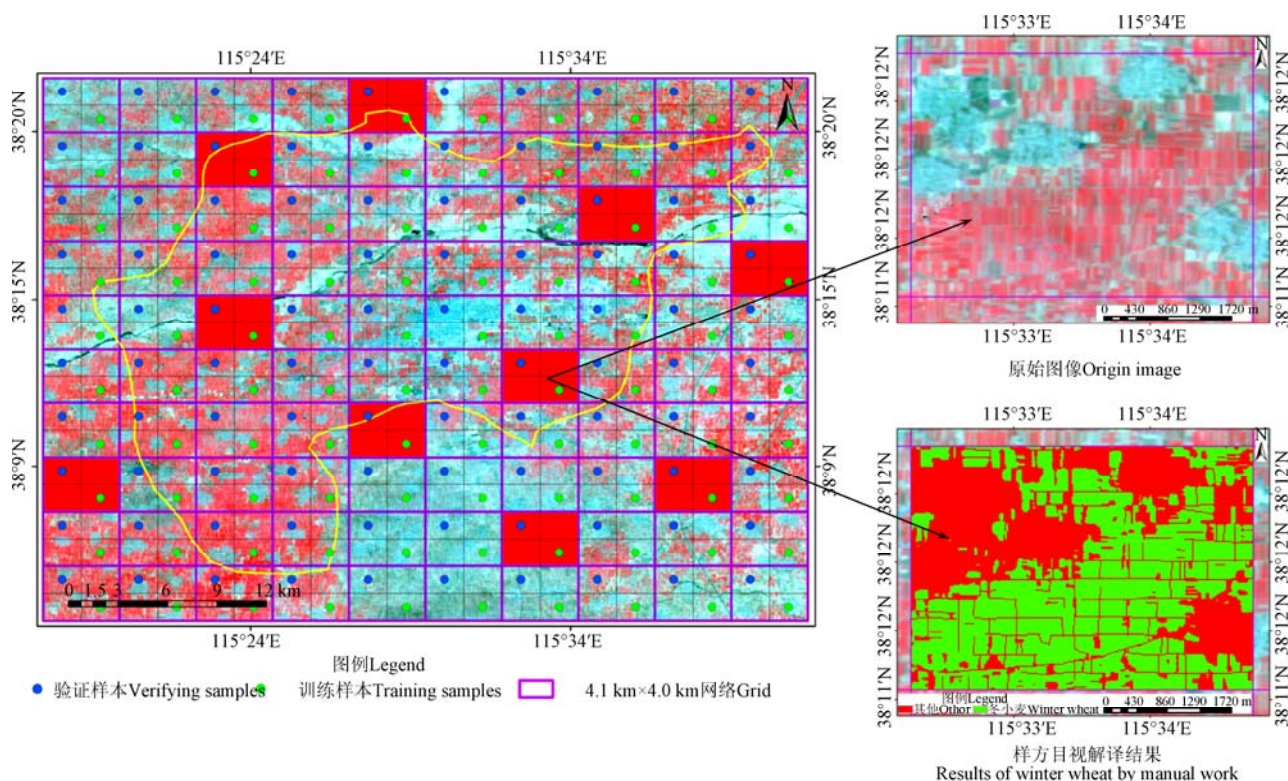 115°24′E 115°34′E
N
38°20′N 38°20′N
38°15′N 38°15′N
38°9′N 38°9′N
0 1.5 3 6 9 12 km
115°24′E 115°34′E
图例Legend
验证样本Verifying samples 训练样本Training samples 4.1 km×4.0 km网络Grid
115°33′E 115°34′E
N
38°12′N 38°12′N
38°12′N 38°12′N
38°12′N 38°12′N
38°11′N 38°11′N
0 430 860 1290 1720 m
115°33′E 115°34′E
原始图像Origin image
115°33′E 115°34′E
N
38°12′N 38°12′N
38°12′N 38°12′N
38°12′N 38°12′N
38°11′N 38°11′N
图例Legend
其他Othor 冬小麦Winter wheat
0 430 860 1290 1720 m
115°33′E 115°34′E
样方目视解译结果
Results of winter wheat by manual work